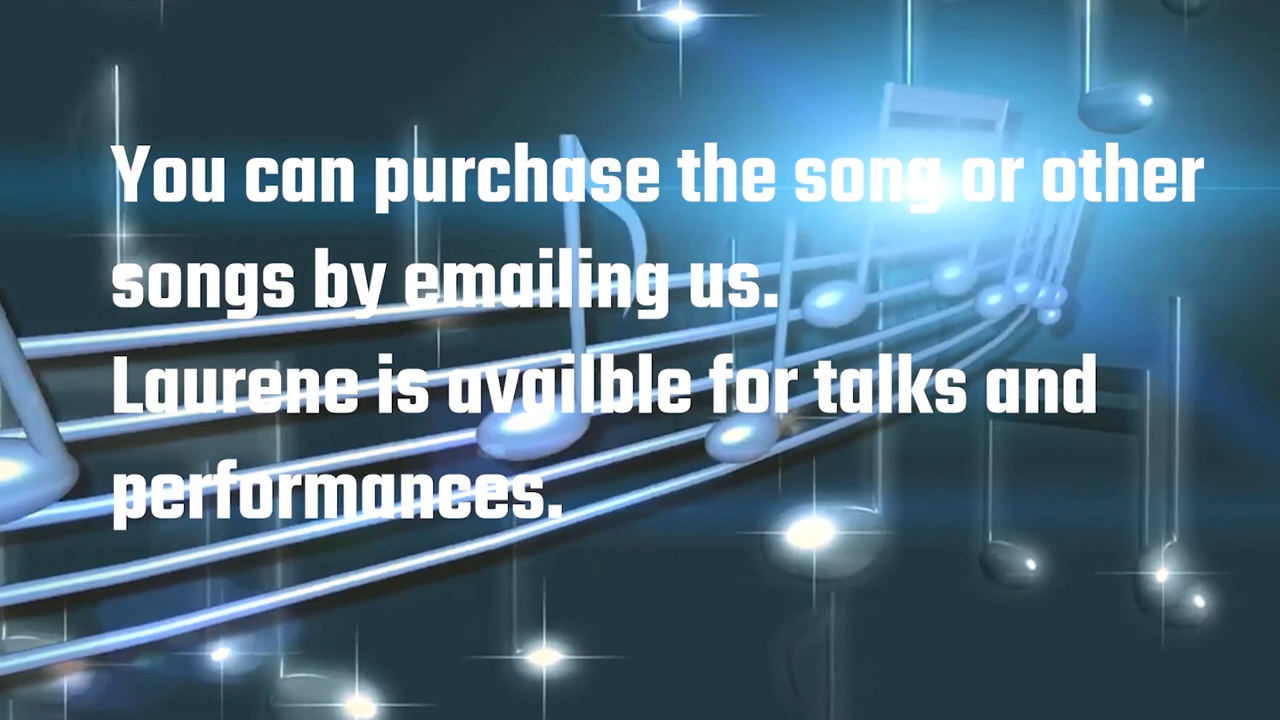 You can purchase the song or other
songs by emailing us.
Laurene is availble for talks and
performances.